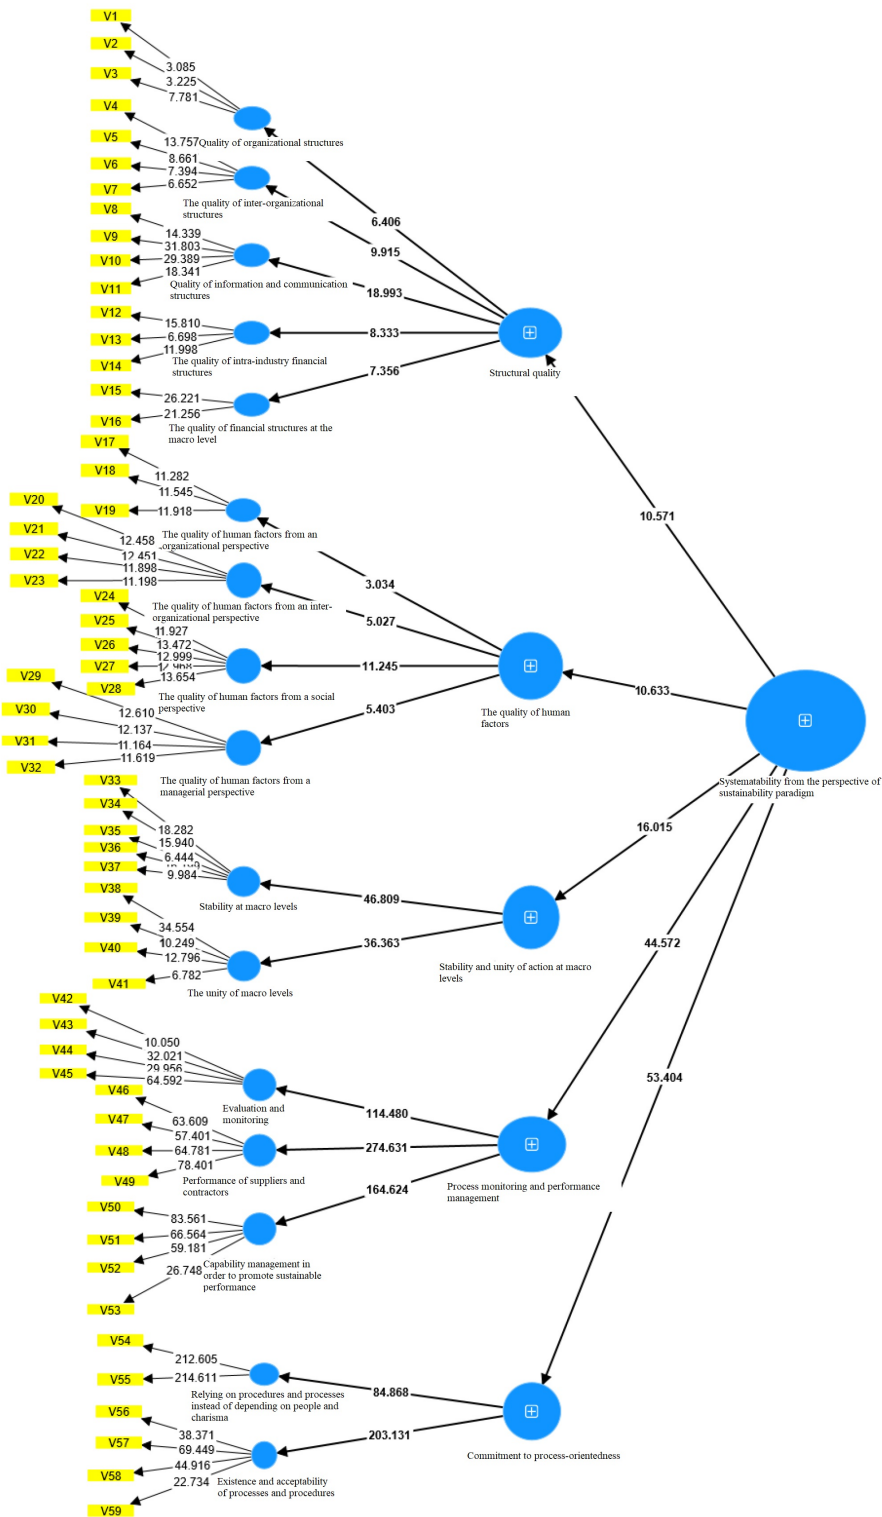 V1
V2
V3
3.085
3.225
7.781
V4
V5
V6
V7
13.757
8.661
7.394
6.652
Quality of organizational structures
The quality of inter-organizational
structures
V8
V9
V10
V11
14.339
31.803
29.389
18.341
Quality of information and communication
structures
V12
V13
V14
15.810
6.698
11.998
The quality of intra-industry financial
structures
V15
V16
26.221
21.256
The quality of financial structures at the
macro level
6.406
9.915
18.993
8.333
7.356
Structural quality
10.571
V17
V18
V19
11.282
11.545
11.918
The quality of human factors from an
organizational perspective
V20
V21
V22
V23
12.458
12.451
11.898
11.198
The quality of human factors from an inter-
organizational perspective
V24
V25
V26
V27
V28
11.927
13.472
12.999
13.654
The quality of human factors from a social
perspective
V29
V30
V31
V32
12.610
12.137
11.164
11.619
The quality of human factors from a
managerial perspective
3.034
5.027
11.245
5.403
The quality of human
factors
10.633
Systematability from the perspective of
sustainability paradigm
V33
V34
V35
V36
V37
18.282
15.940
6.444
9.984
Stability at macro levels
V38
V39
V40
V41
34.554
10.249
12.796
6.782
The unity of macro levels
46.809
36.363
Stability and unity of action at macro
levels
16.015
44.572
53.404
V42
V43
V44
V45
10.050
32.021
29.956
64.592
Evaluation and
monitoring
V46
V47
V48
V49
63.609
57.401
64.781
78.401
Performance of suppliers and
contractors
V50
V51
V52
V53
83.561
66.564
59.181
26.748
Capability management in
order to promote sustainable
performance
114.480
274.631
164.624
Process monitoring and performance
management
V54
V55
212.605
214.611
Relying on procedures and processes
instead of depending on people and
charisma
V56
V57
V58
V59
38.371
69.449
44.916
22.734
Existence and acceptability
of processes and procedures
84.868
203.131
Commitment to process-orientedness